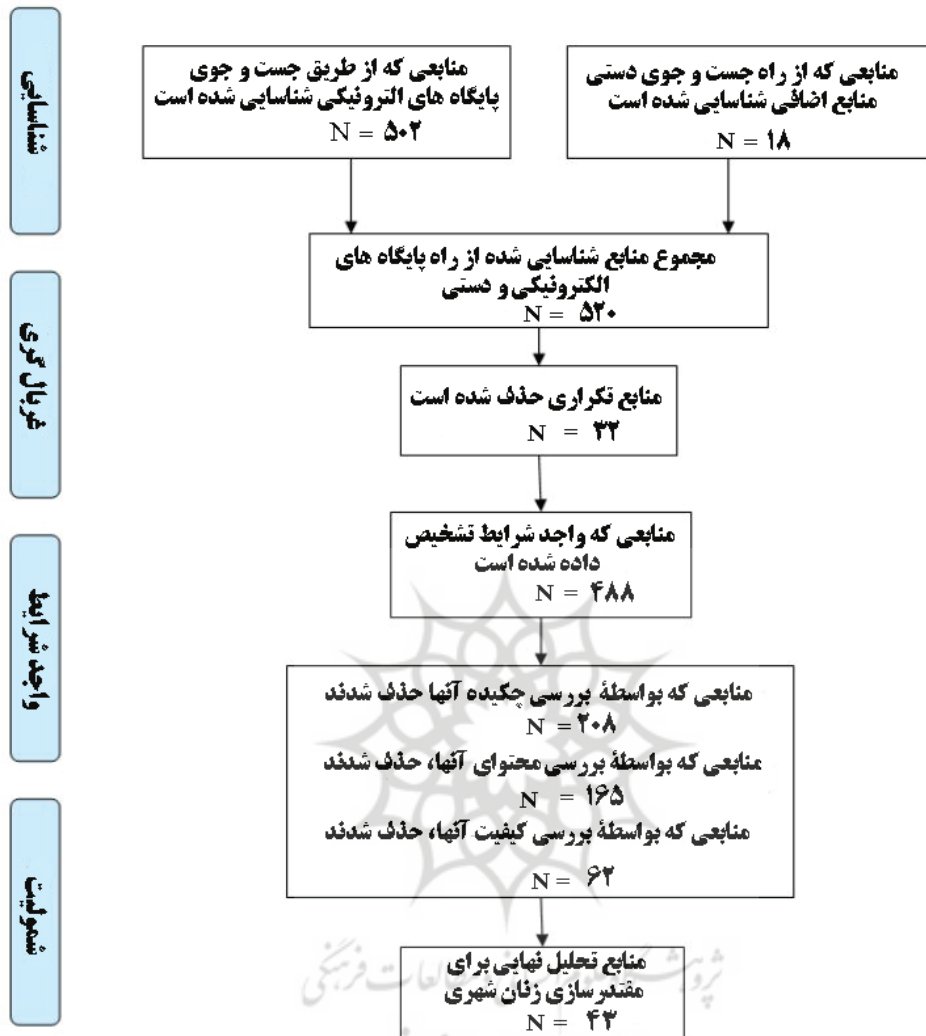 شناسایی
منابعی که از طریق جست و جوی
پایگاه های الترونیکی شناسایی شده است
N = ۵۰۲
منابعی که از راه جست و جوی دستی
منابع اضافی شناسایی شده است
N = ۱۸
مجموع منابع شناسایی شده از راه پایگاه های
الکترونیکی و دستی
N = ۵۲۰
غربال گری
منابع تکراری حذف شده است
N = ۳۲
واجد شرایط
منابعی که واجد شرایط تشخیص
داده شده است
N = ۴۸۸
منابعی که بواسطهٔ بررسی چکیده آنها حذف شدند
N = ۲۰۸
منابعی که بواسطهٔ بررسی محتوای آنها، حذف شدند
N = ۱۶۵
منابعی که بواسطهٔ بررسی کیفیت آنها، حذف شدند
N = ۶۲
شمولیت
منابع تحلیل نهایی برای
مقتدر سازی زنان شهری
N = ۴۳